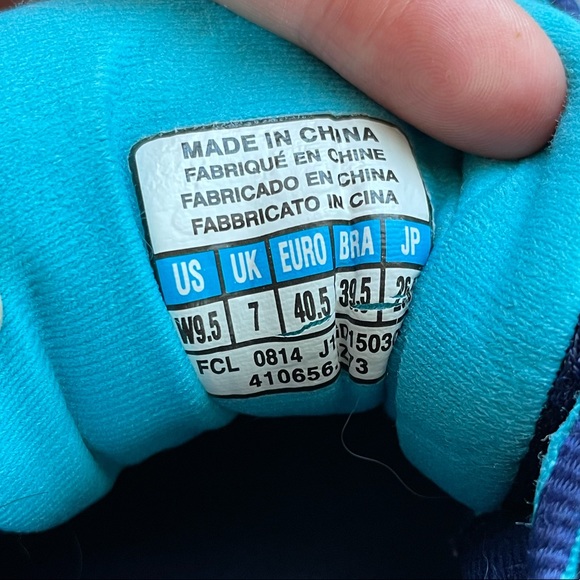 MADE IN CHINA
FABRIQUÉ EN CHINE
FABRICADO EN CHINA
FABBRICATO IN CINA
US UK EURO BRA JP
W9.5 7 40.5 39.5
FCL 0814